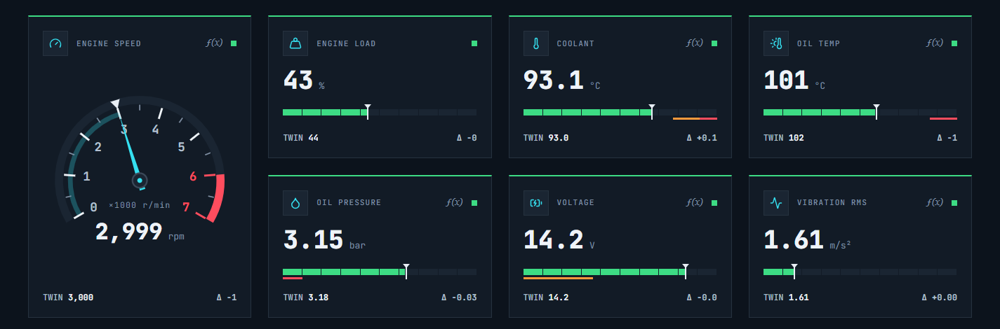 ENGINE SPEED f(x)
0 1 2 3 4 5 6 7
×1000 r/min
2,999 rpm
TWIN 3,000 Δ -1
ENGINE LOAD
43 %
TWIN 44 Δ -0
COOLANT f(x)
93.1 °C
TWIN 93.0 Δ +0.1
OIL TEMP f(x)
101 °C
TWIN 102 Δ -1
OIL PRESSURE f(x)
3.15 bar
TWIN 3.18 Δ -0.03
VOLTAGE f(x)
14.2 V
TWIN 14.2 Δ -0.0
VIBRATION RMS f(x)
1.61 m/s²
TWIN 1.61 Δ +0.00